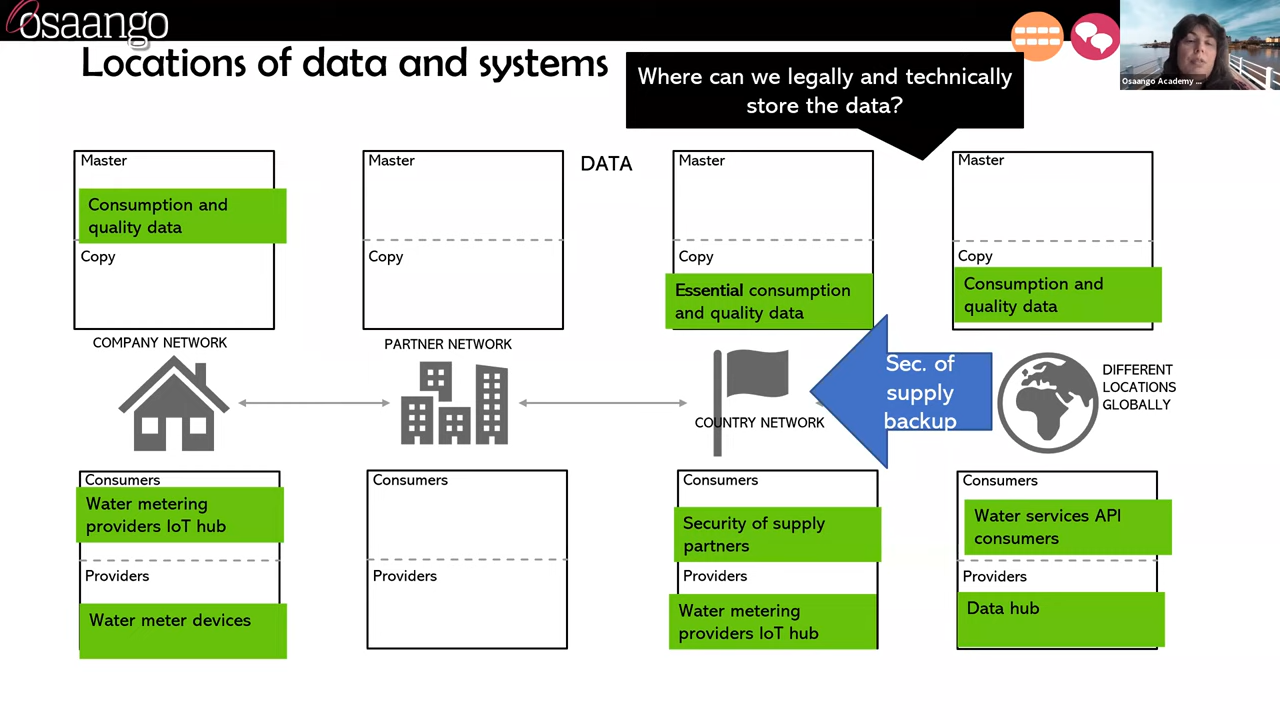 osaango
Locations of data and systems
Where can we legally and technically
store the data?
Osaango Academy ...
DATA
Master
Consumption and
quality data
Copy
COMPANY NETWORK
Master
Copy
PARTNER NETWORK
Master
Copy
Essential consumption
and quality data
COUNTRY NETWORK
Master
Copy
Consumption and
quality data
DIFFERENT
LOCATIONS
GLOBALLY
Sec. of
supply
backup
Consumers
Water metering
providers IoT hub
Providers
Water meter devices
Consumers
Providers
Consumers
Security of supply
partners
Providers
Water metering
providers IoT hub
Consumers
Water services API
consumers
Providers
Data hub